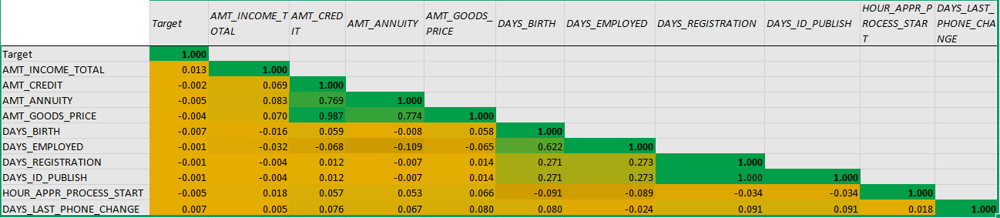 Target AMT_INCOME_TOTAL AMT_CREDIT AMT_ANNUITY AMT_GOODS_PRICE DAYS_BIRTH DAYS_EMPLOYED DAYS_REGISTRATION DAYS_ID_PUBLISH HOUR_APPR_PROCESS_START DAYS_LAST_PHONE_CHANGE
Target 1.000
AMT_INCOME_TOTAL 0.013 1.000
AMT_CREDIT -0.002 0.069 1.000
AMT_ANNUITY -0.005 0.083 0.769 1.000
AMT_GOODS_PRICE -0.004 0.070 0.987 0.774 1.000
DAYS_BIRTH -0.007 -0.016 0.059 -0.008 0.058 1.000
DAYS_EMPLOYED -0.001 -0.032 -0.068 -0.109 -0.065 0.622 1.000
DAYS_REGISTRATION -0.001 -0.004 0.012 -0.007 0.014 0.271 0.273 1.000
DAYS_ID_PUBLISH -0.001 -0.004 0.012 -0.007 0.014 0.271 0.273 1.000 1.000
HOUR_APPR_PROCESS_START -0.005 0.018 0.057 0.053 0.066 -0.091 -0.089 -0.034 -0.034 1.000
DAYS_LAST_PHONE_CHANGE 0.007 0.005 0.076 0.067 0.080 0.080 -0.024 0.091 0.091 0.018 1.000